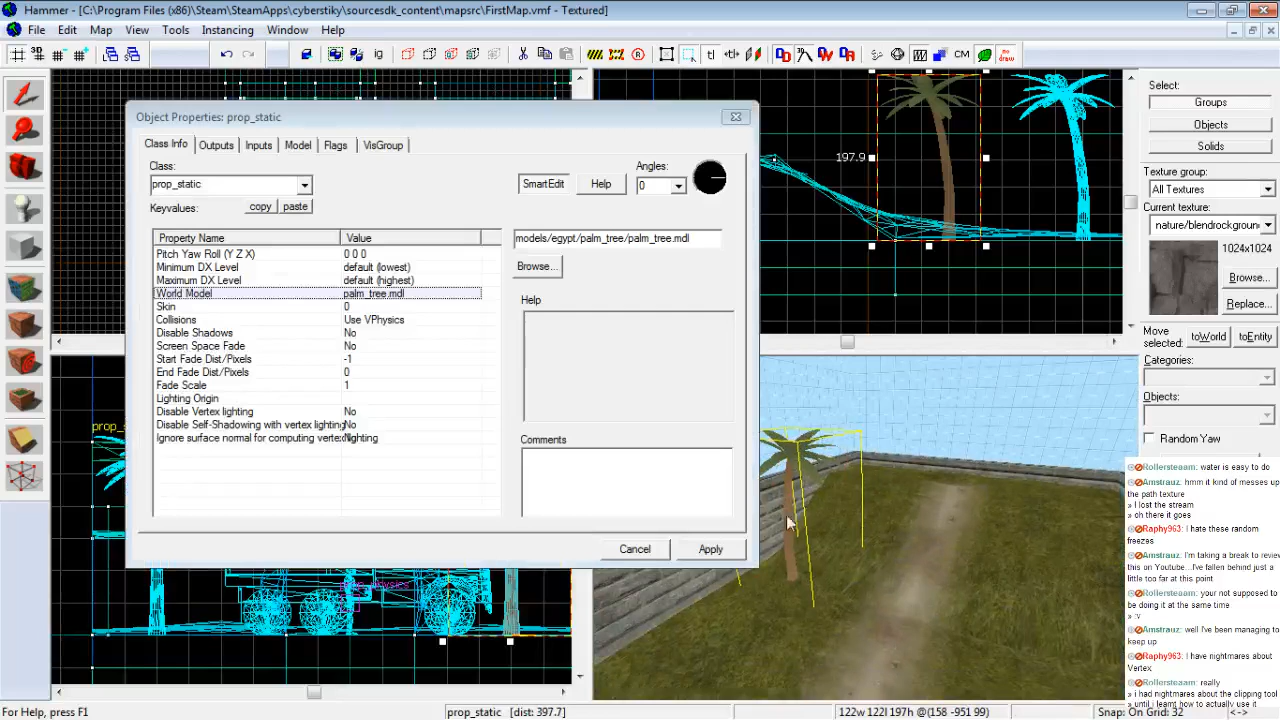 Hammer - [C:\Program Files (x86)\Steam\SteamApps\cyberstiky\sourcesdk_content\mapsrc\FirstMap.vmf - Textured]
File Edit Map View Tools Instancing Window Help
3D ig CM no draw
Select:
Groups
Objects
Solids
Texture group:
All Textures
Current texture:
nature/blendrockgroun
1024x1024
Browse...
Replace...
Move selected:
toWorld toEntity
Categories:
Objects:
Random Yaw
197.9
prop_s
Object Properties: prop_static
Class Info Outputs Inputs Model Flags VisGroup
Class:
prop_static
Keyvalues: copy paste
SmartEdit Help
Angles:
0
Property Name Value
Pitch Yaw Roll (Y Z X) 0 0 0
Minimum DX Level default (lowest)
Maximum DX Level default (highest)
World Model palm_tree.mdl
Skin 0
Collisions Use VPhysics
Disable Shadows No
Screen Space Fade No
Start Fade Dist/Pixels -1
End Fade Dist/Pixels 0
Fade Scale 1
Lighting Origin
Disable Vertex lighting No
Disable Self-Shadowing with vertex lighting No
Ignore surface normal for computing vertex lighting
models/egypt/palm_tree/palm_tree.mdl
Browse...
Help
Comments
Cancel Apply
Rollersteaam: water is easy to do
Amstrauz: hmm it kind of messes up
the path texture
» I lost the stream
» oh there it goes
Raphy963: I hate these random
freezes
Amstrauz: I'm taking a break to review
this on Youtube...I've fallen behind just a
little too far at this point
Rollersteaam: your not supposed to
be doing it at the same time
» :v
Amstrauz: well I've been managing to
keep up
Raphy963: I have nightmares about
Vertex
Rollersteaam: really
» i had nightmares about the clipping tool
» until i learnt how to actually use it
For Help, press F1
prop_static [dist: 397.7]
122w 122l 197h @(158 -951 99)
Snap: On Grid: 32